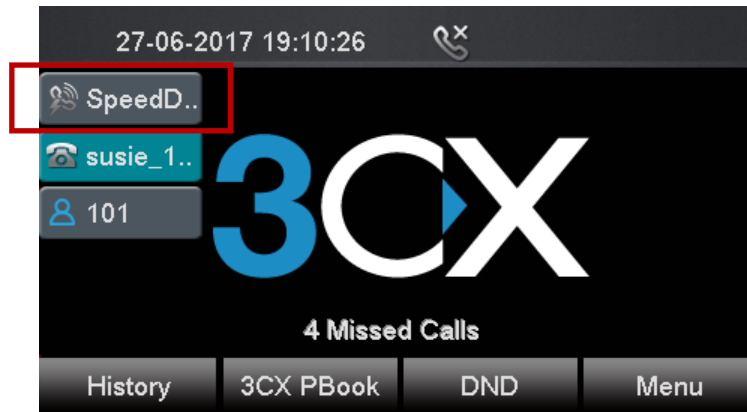 27-06-2017 19:10:26
SpeedD..
susie_1..
101
3CX
4 Missed Calls
History 3CX PBook DND Menu